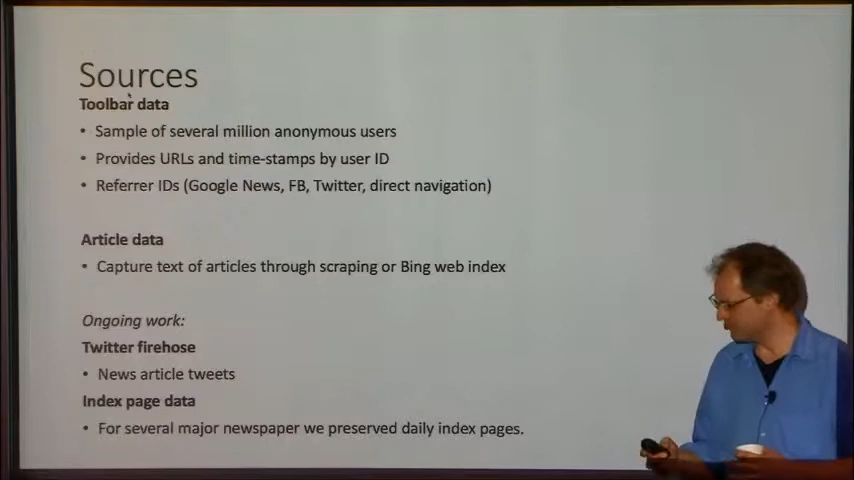 Sources
Toolbar data
• Sample of several million anonymous users
• Provides URLs and time-stamps by user ID
• Referrer IDs (Google News, FB, Twitter, direct navigation)
Article data
• Capture text of articles through scraping or Bing web index
Ongoing work:
Twitter firehose
• News article tweets
Index page data
• For several major newspaper we preserved daily index pages.